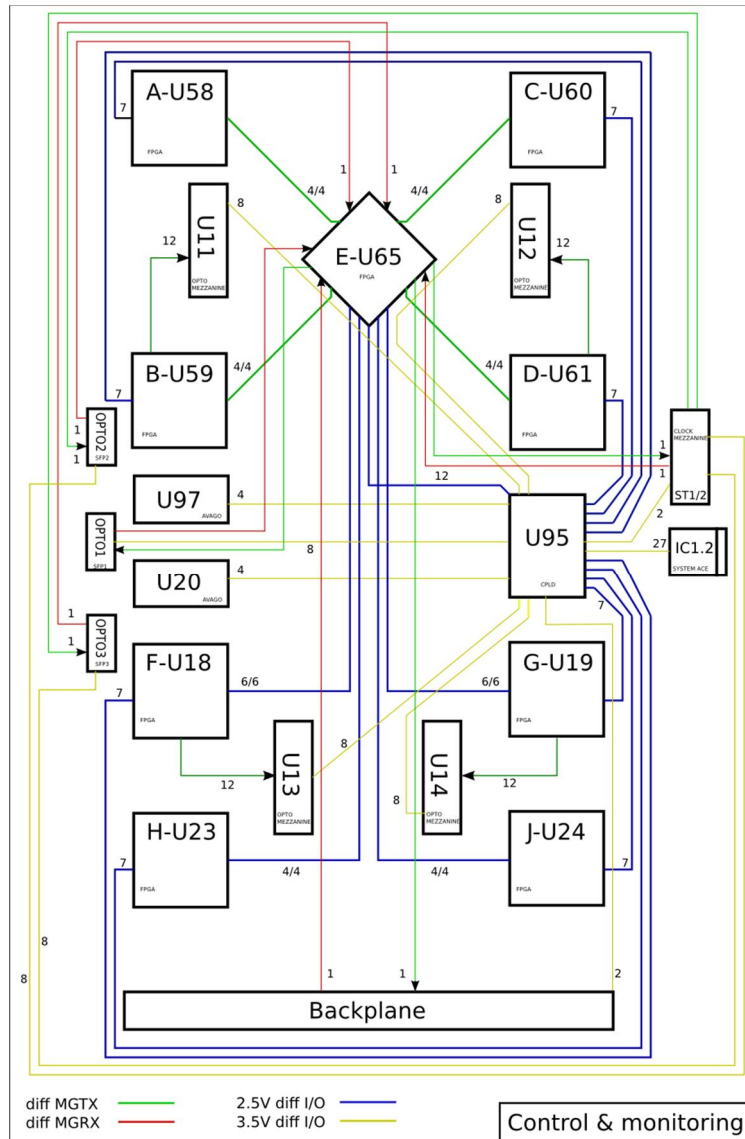 A-U58
FPGA
7
C-U60
FPGA
7
1
1
4/4
4/4
U11
OPTO
MEZZANINE
8
12
U12
OPTO
MEZZANINE
8
12
E-U65
FPGA
B-U59
FPGA
7
4/4
D-U61
FPGA
7
4/4
OPTO2
SFP2
1
1
1
CLOCK
MEZZANINE
ST1/2
1
1
2
12
U97
AVAGO
4
OPTO1
SFP1
8
U95
CPLD
7
27
IC1.2
SYSTEM ACE
U20
AVAGO
4
OPTO3
SFP3
1
1
F-U18
FPGA
7
6/6
G-U19
FPGA
6/6
U13
OPTO
MEZZANINE
8
12
U14
OPTO
MEZZANINE
8
12
H-U23
FPGA
7
4/4
J-U24
FPGA
7
4/4
8
8
1
1
2
Backplane
diff MGTX
diff MGRX
2.5V diff I/O
3.5V diff I/O
Control & monitoring